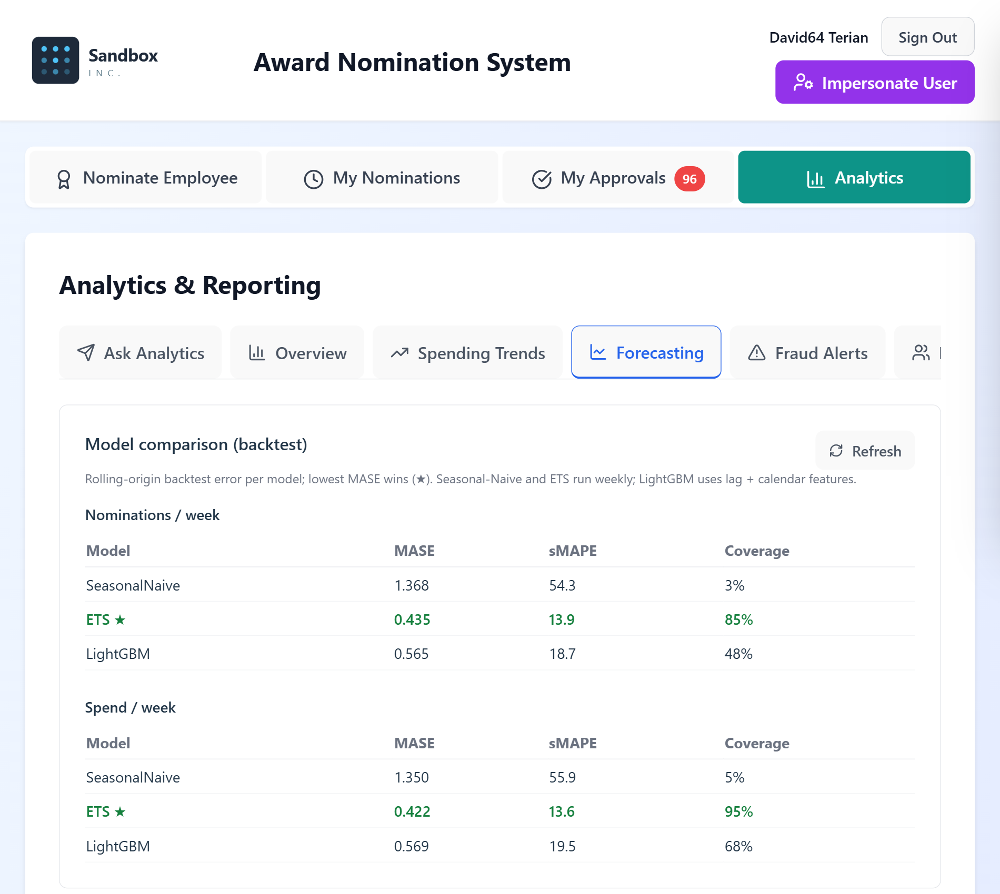 Sandbox
INC.
Award Nomination System
David64 Terian
Sign Out
Impersonate User
Nominate Employee
My Nominations
My Approvals 96
Analytics
Analytics & Reporting
Ask Analytics
Overview
Spending Trends
Forecasting
Fraud Alerts
Model comparison (backtest)
Refresh
Rolling-origin backtest error per model; lowest MASE wins (★). Seasonal-Naive and ETS run weekly; LightGBM uses lag + calendar features.
Nominations / week
Model MASE sMAPE Coverage
SeasonalNaive 1.368 54.3 3%
ETS ★ 0.435 13.9 85%
LightGBM 0.565 18.7 48%
Spend / week
Model MASE sMAPE Coverage
SeasonalNaive 1.350 55.9 5%
ETS ★ 0.422 13.6 95%
LightGBM 0.569 19.5 68%